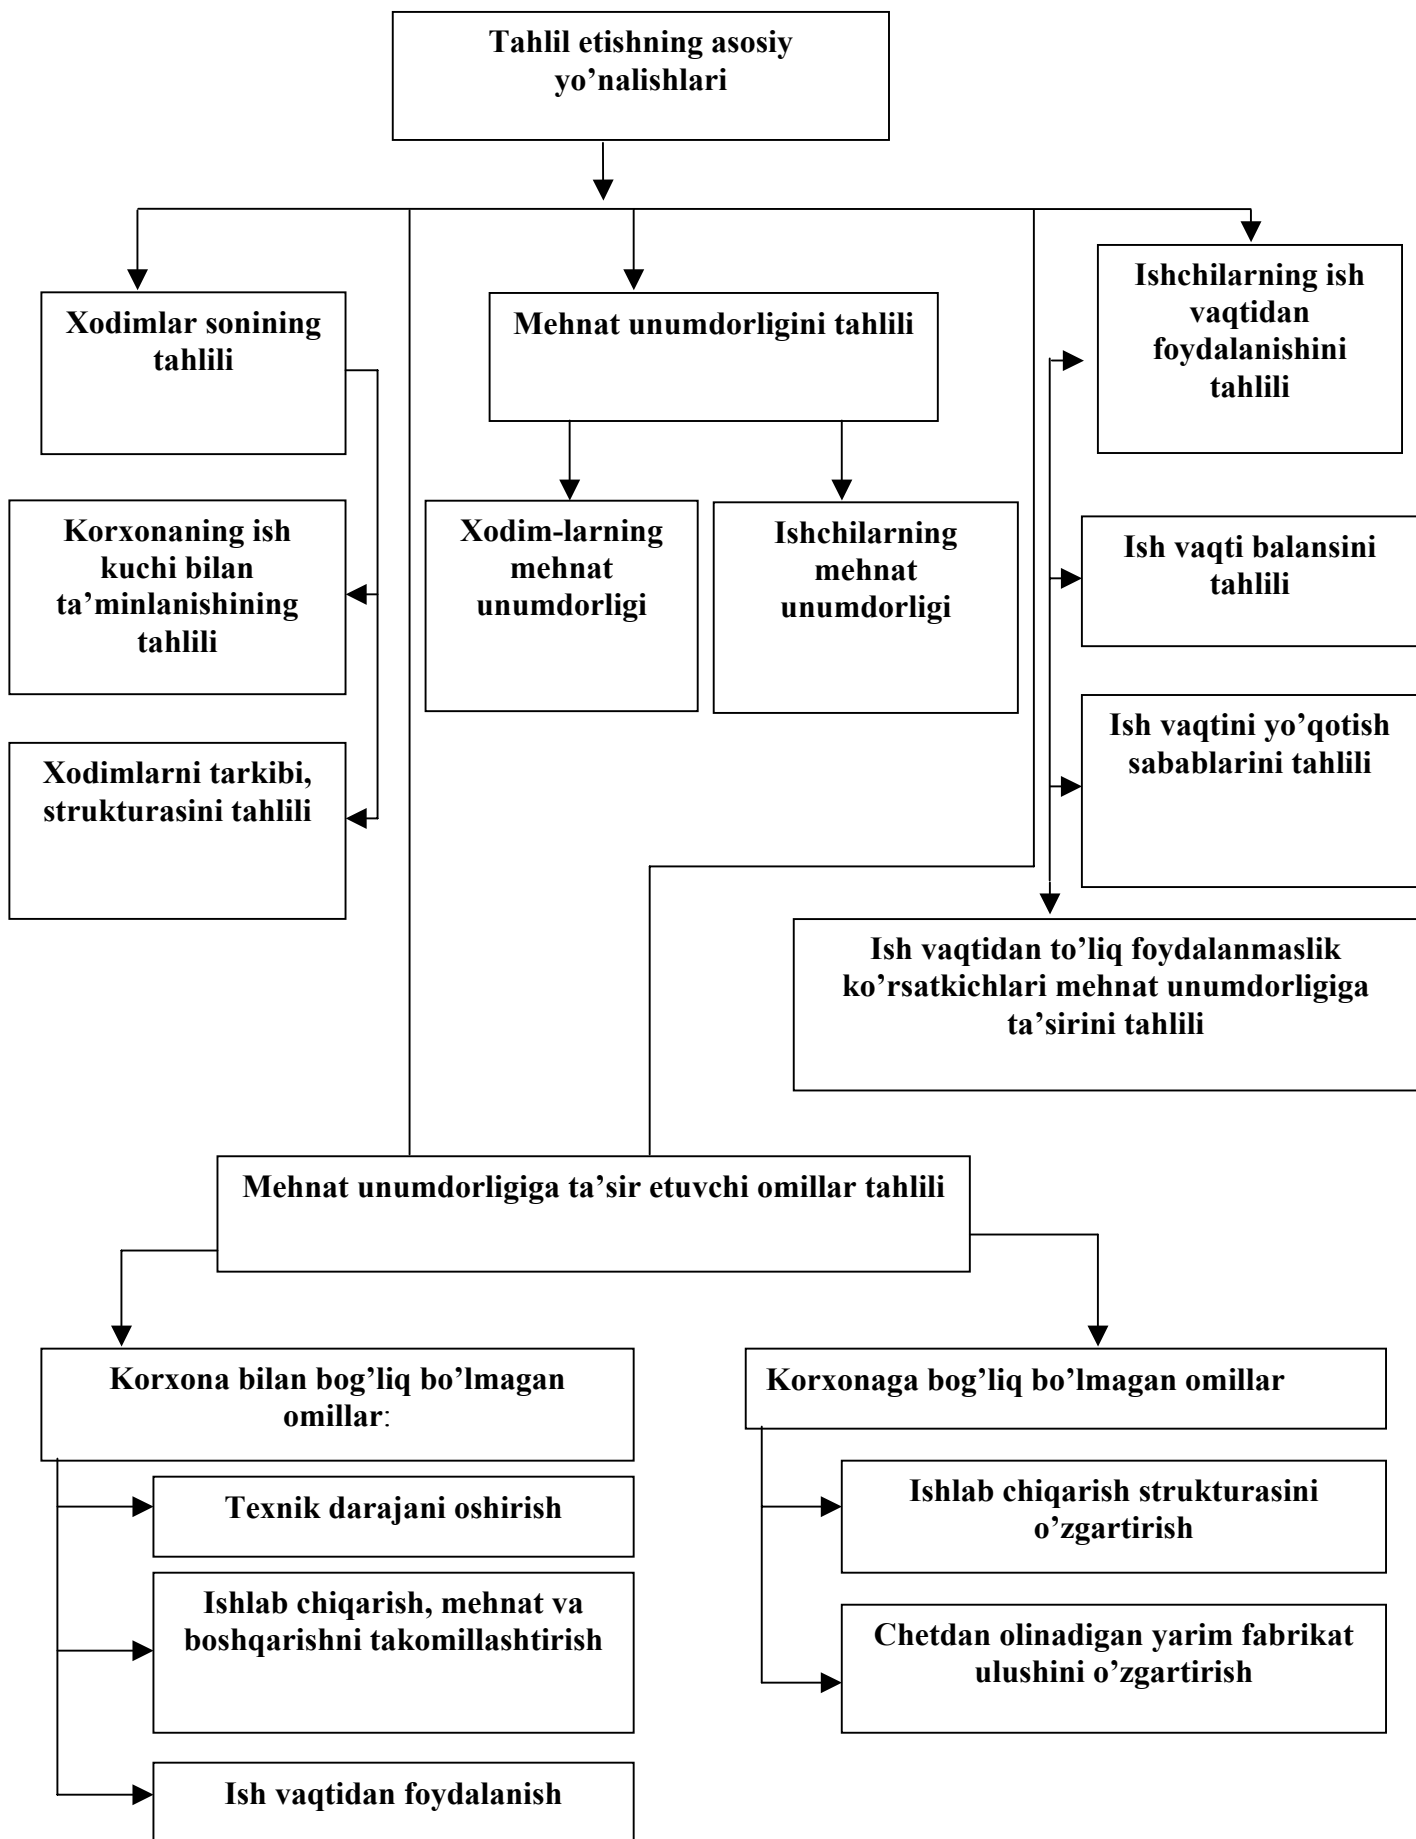 Tahlil etishning asosiy
yo’nalishlari
Xodimlar sonining
tahlili
Mehnat unumdorligini tahlili
Ishchilarning ish
vaqtidan
foydalanishini
tahlili
Korxonaning ish
kuchi bilan
ta’minlanishining
tahlili
Xodim-larning
mehnat
unumdorligi
Ishchilarning
mehnat
unumdorligi
Ish vaqti balansini
tahlili
Xodimlarni tarkibi,
strukturasini tahlili
Ish vaqtini yo’qotish
sabablarini tahlili
Ish vaqtidan to’liq foydalanmaslik
ko’rsatkichlari mehnat unumdorligiga
ta’sirini tahlili
Mehnat unumdorligiga ta’sir etuvchi omillar tahlili
Korxona bilan bog’liq bo’lmagan
omillar:
Texnik darajani oshirish
Ishlab chiqarish, mehnat va
boshqarishni takomillashtirish
Ish vaqtidan foydalanish
Korxonaga bog’liq bo’lmagan omillar
Ishlab chiqarish strukturasini
o’zgartirish
Chetdan olinadigan yarim fabrikat
ulushini o’zgartirish